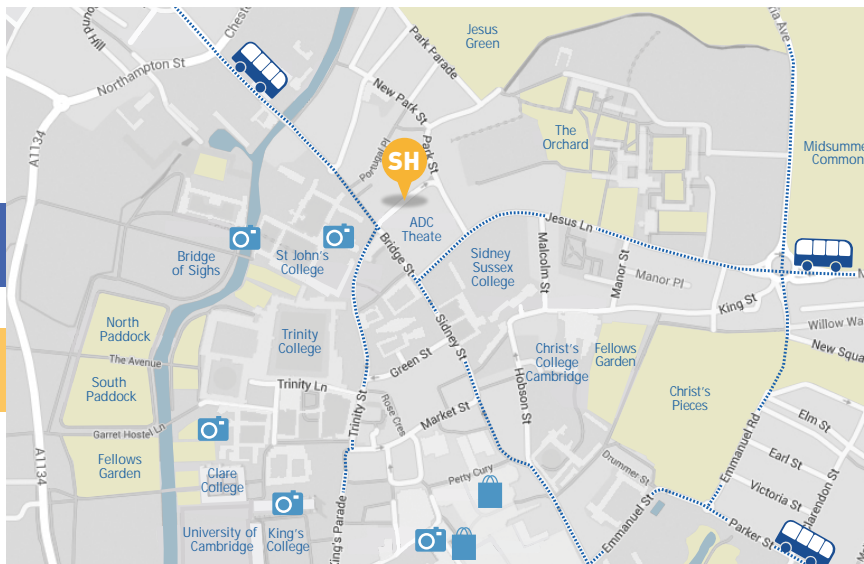 Jesus
Green
Park Parade
Northampton St
New Park St
Park St
Portugal Pl
SH
A1134
The
Orchard
Midsumme
Common
ADC
Theate
Jesus Ln
Bridge
of Sighs
St John's
College
Bridge St
Sidney
Sussex
College
Malcolm St
Manor St
Manor Pl
King St
Willow Wa
New Squa
North
Paddock
The Avenue
South
Paddock
Trinity
College
Trinity Ln
Trinity St
Green St
Sidney St
Rose Cres
Market St
Hobson St
Christ's
College
Cambridge
Fellows
Garden
Christ's
Pieces
Emmanuel Rd
Elm St
Earl St
Victoria St
Clarendon St
Parker St
Garret Hostel Ln
A1134
Fellows
Garden
Clare
College
Petty Cury
Drummer St
Emmanuel St
University of
Cambridge
King's
College
King's Parade